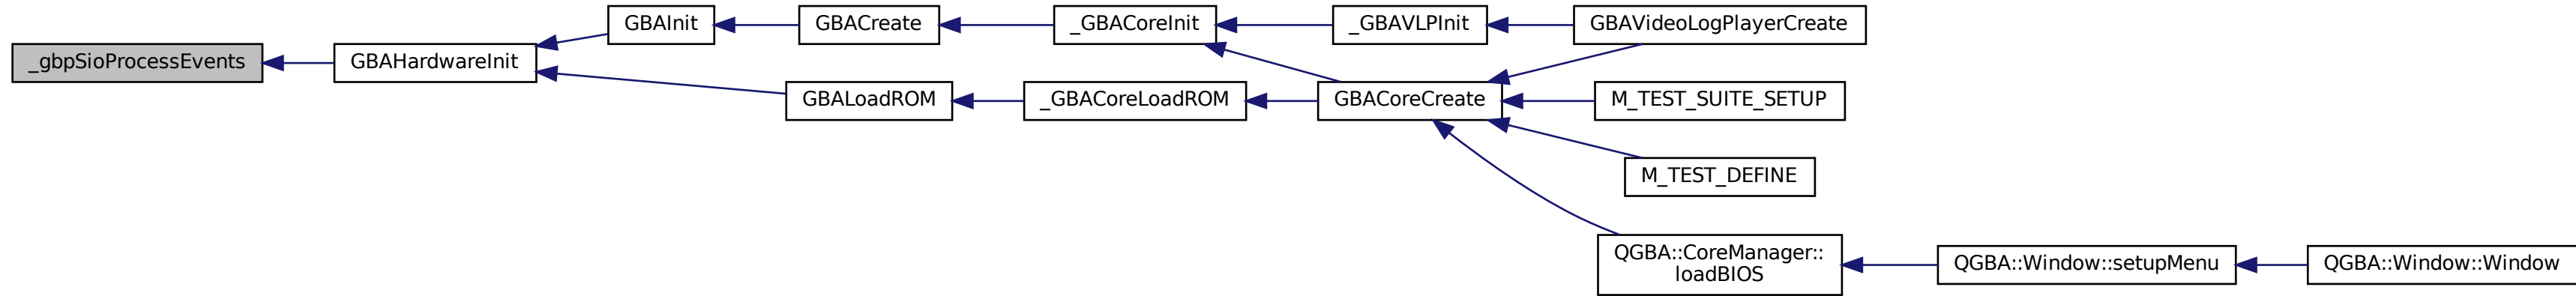 _gbpSioProcessEvents
GBAHardwareInit
GBAInit
GBACreate
_GBACoreInit
_GBAVLPInit
GBAVideoLogPlayerCreate
GBALoadROM
_GBACoreLoadROM
GBACoreCreate
M_TEST_SUITE_SETUP
M_TEST_DEFINE
QGBA::CoreManager::
loadBIOS
QGBA::Window::setupMenu
QGBA::Window::Window